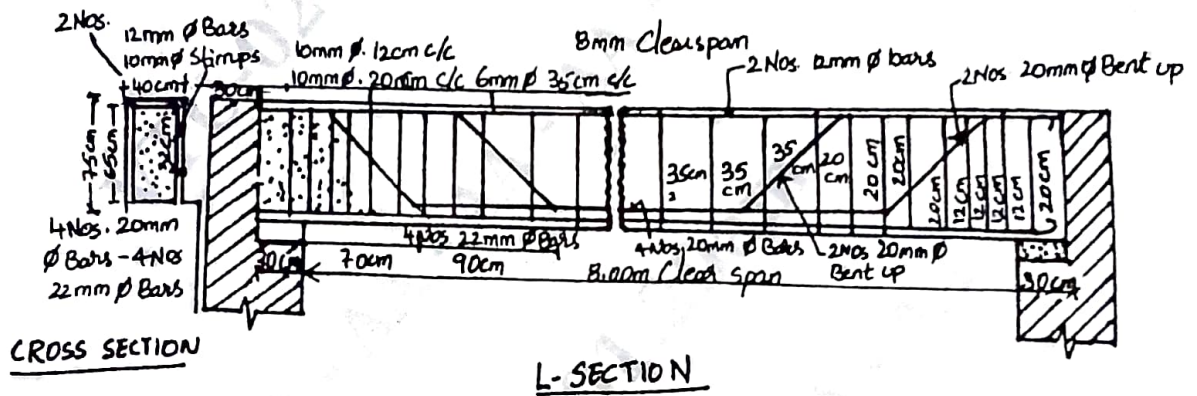 2 Nos.
12mm Ø Bars
10mm Ø Stirrups
40cm
30cm
10mm Ø. 12cm c/c
10mm Ø. 20mm c/c 6mm Ø 35cm c/c
8mm Clearspan
2Nos. 12mm Ø bars
2Nos 20mm Ø Bent up
75cm
65cm
35cm
35
cm
35
cm
20
cm
20cm
20cm
20cm
12cm
12cm
12cm
12cm
20cm
4Nos. 20mm
Ø Bars - 4Nos
22mm Ø Bars
4Nos 22mm Ø Bars
4Nos, 20mm Ø Bars
2Nos 20mm Ø
Bent up
30cm
70cm
90cm
8.00m Clear span
30cm
CROSS SECTION
L-SECTION